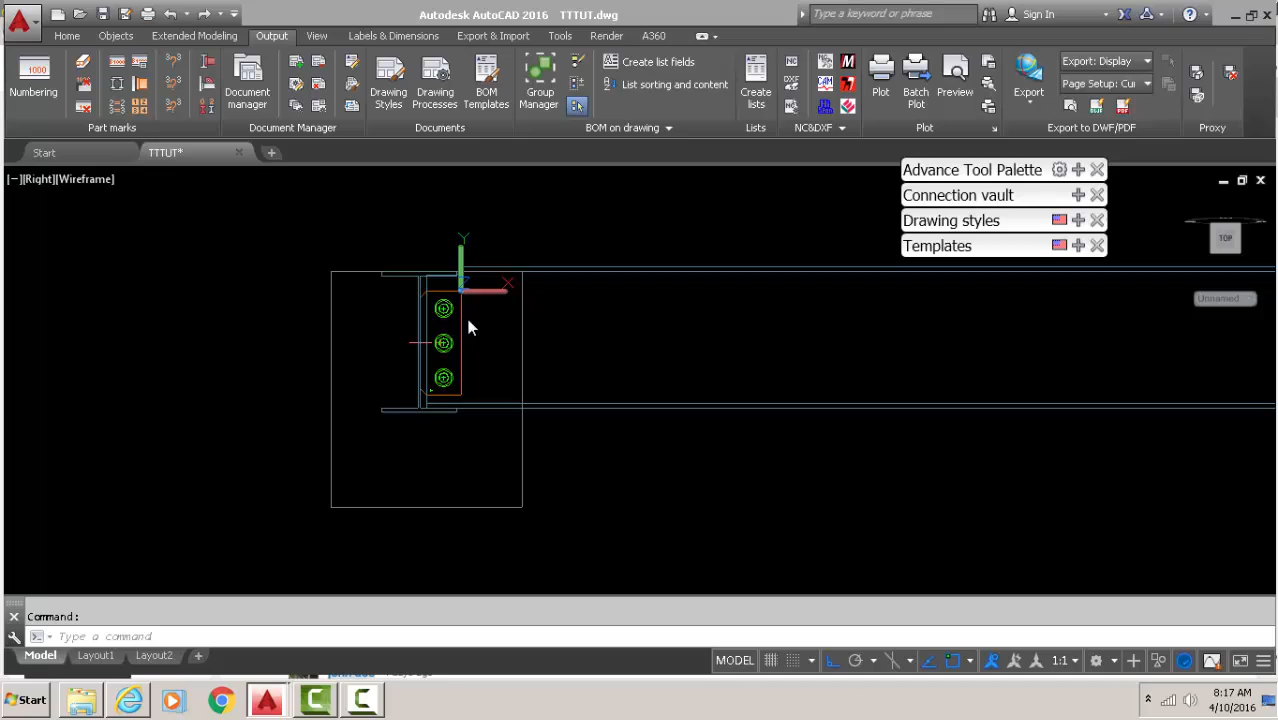 Autodesk AutoCAD 2016 TTTUT.dwg
Type a keyword or phrase
Sign In
Home
Objects
Extended Modeling
Output
View
Labels & Dimensions
Export & Import
Tools
Render
A360
1000
Numbering
Part marks
Document
manager
Document Manager
Drawing
Styles
Drawing
Processes
BOM
Templates
Documents
Group
Manager
List fields
List sorting and content
BOM on drawing
Create
lists
Lists
NC
DXF
NC&DXF
Plot
Batch
Plot
Preview
Plot
Export
Export: Display
Page Setup: Cu
Export to DWF/PDF
Proxy
Start
TTTUT*
[−][Right][Wireframe]
Advance Tool Palette
Connection vault
Drawing styles
Templates
TOP
Unnamed
Y
X
Command:
Type a command
Model
Layout1
Layout2
MODEL
1:1
Start
8:17 AM
4/10/2016